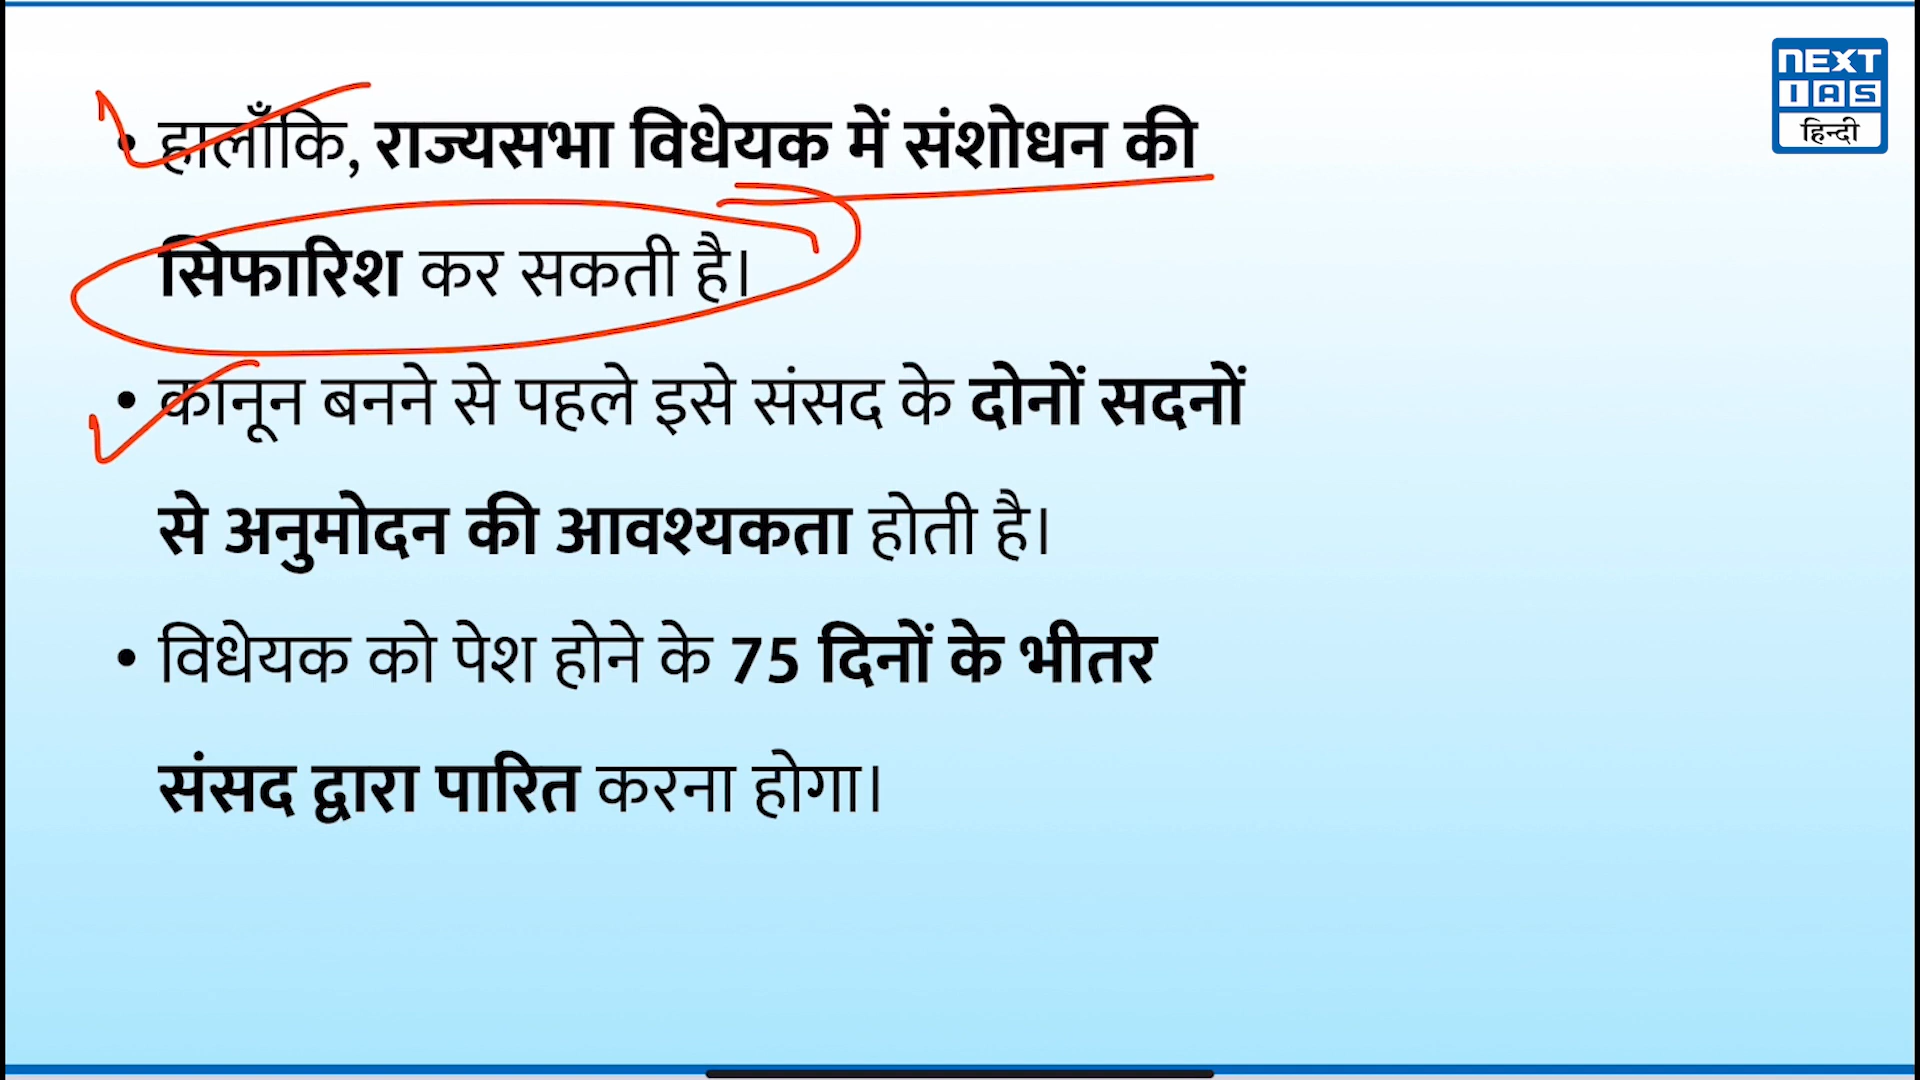 NEXT
IAS
हिन्दी
• हालाँकि, राज्यसभा विधेयक में संशोधन की
सिफारिश कर सकती है।
• कानून बनने से पहले इसे संसद के दोनों सदनों
से अनुमोदन की आवश्यकता होती है।
• विधेयक को पेश होने के 75 दिनों के भीतर
संसद द्वारा पारित करना होगा।